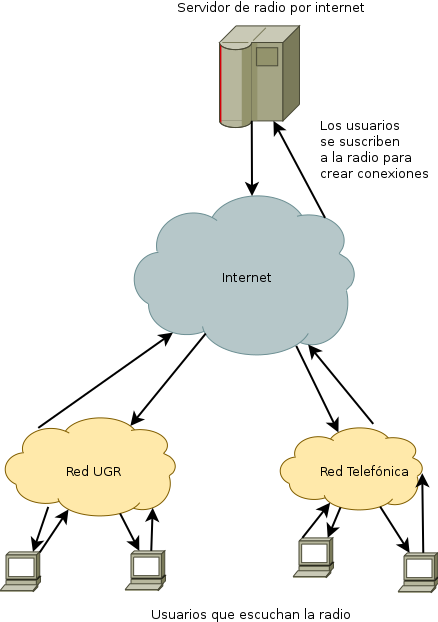 Servidor de radio por internet
Los usuarios
se suscriben
a la radio para
crear conexiones
Internet
Red UGR
Red Telefónica
Usuarios que escuchan la radio